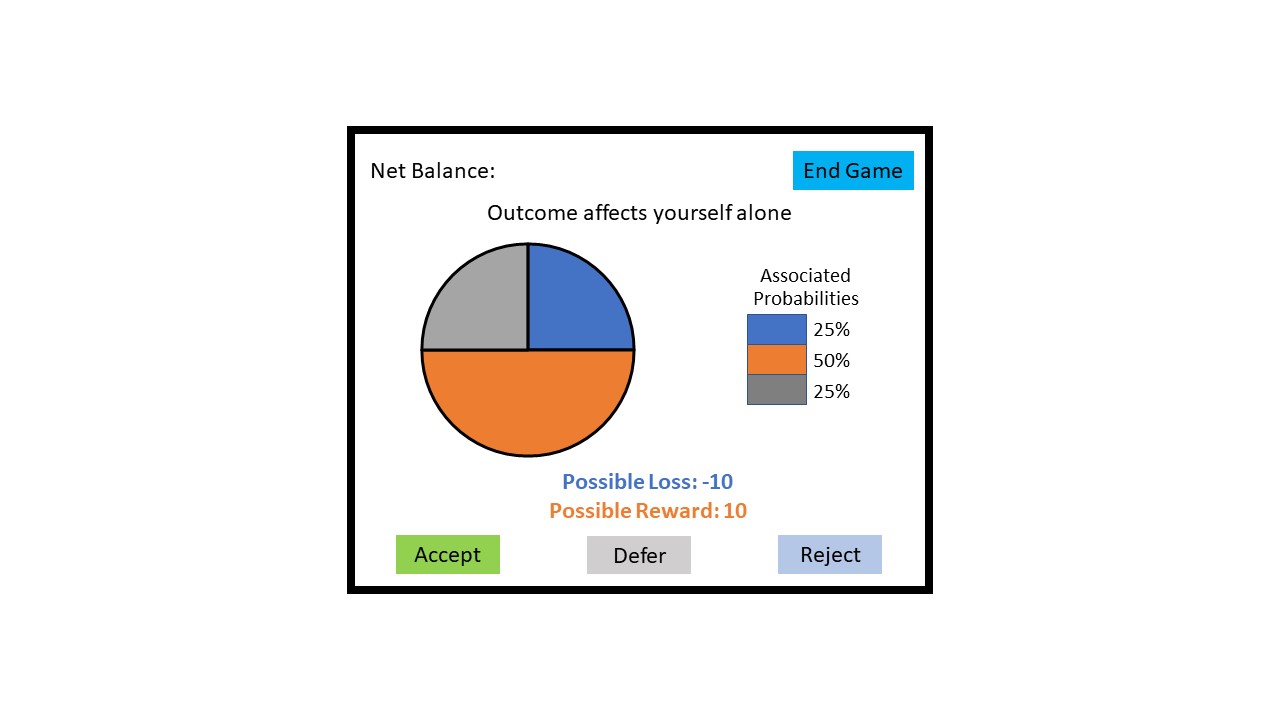 Net Balance:
End Game
Outcome affects yourself alone
Associated
Probabilities
25%
50%
25%
Possible Loss: -10
Possible Reward: 10
Accept
Defer
Reject